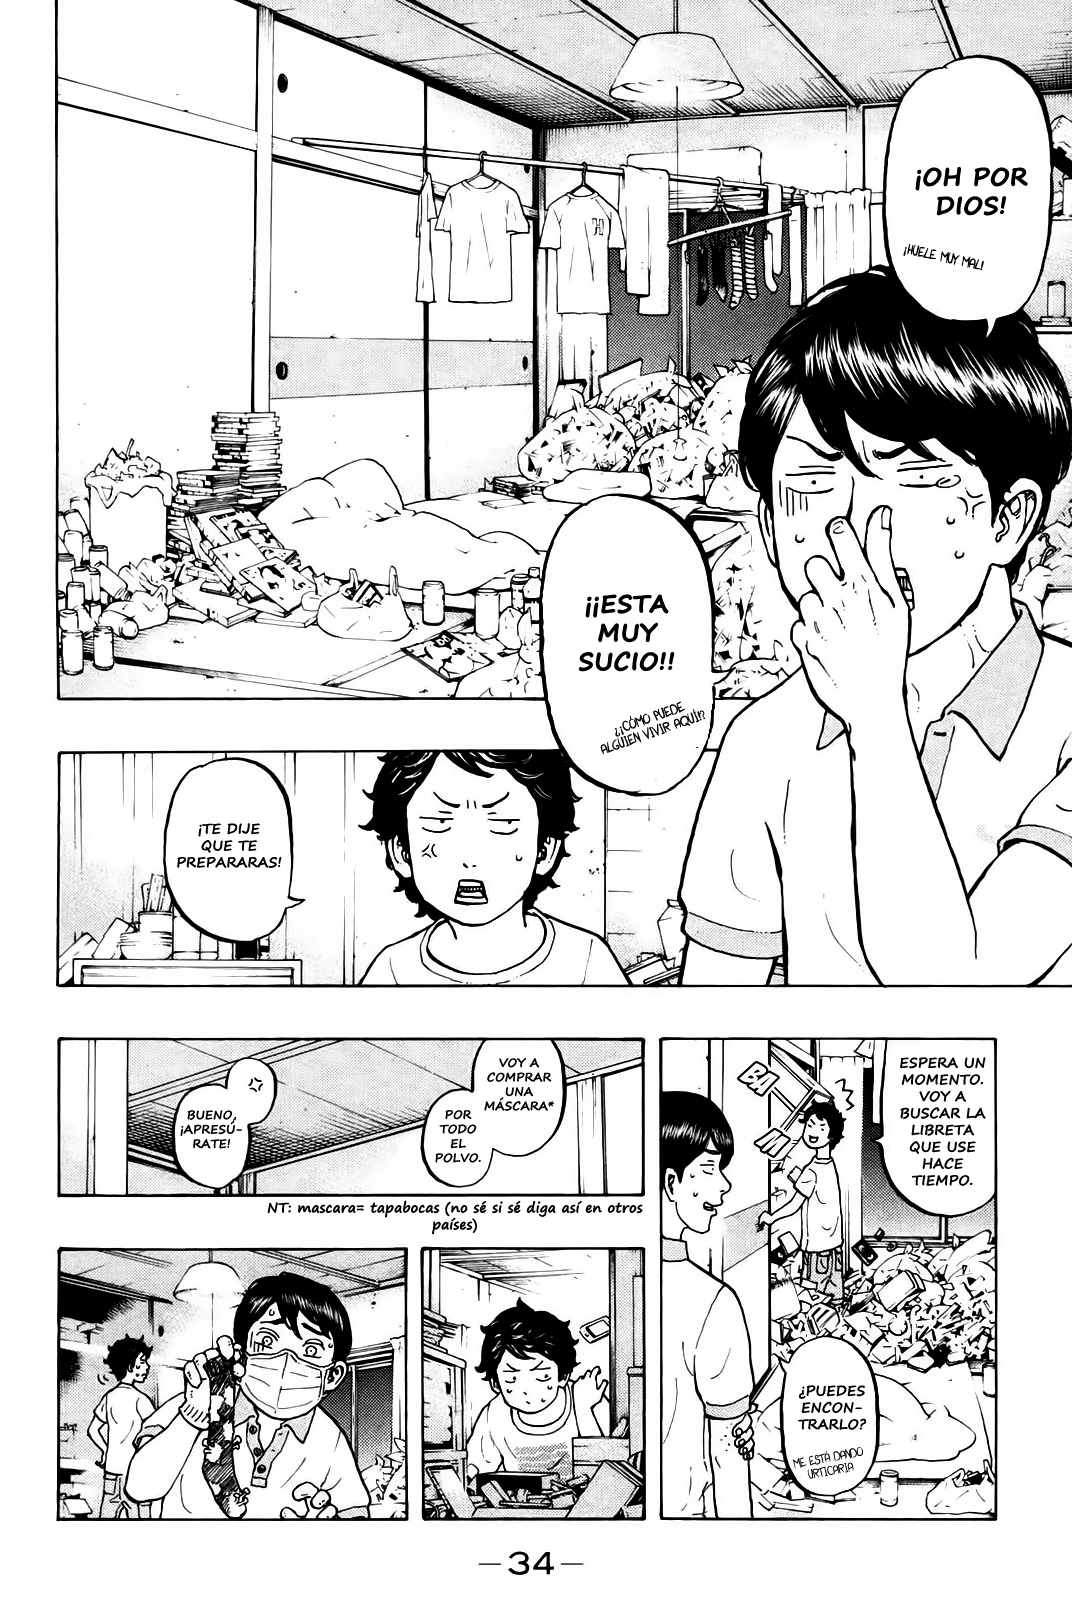 ¡OH POR
DIOS!
¡HUELE MUY MAL!
¡¡ESTA
MUY
SUCIO!!
¿¡CÓMO PUEDE
ALGUIEN VIVIR AQUÍ!?
¡TE DIJE
QUE TE
PREPARARAS!
VOY A
COMPRAR
UNA
MÁSCARA*
POR
TODO
EL
POLVO.
BUENO,
¡APRESÚ-
RATE!
NT: mascara= tapabocas (no sé si sé diga así en otros
países)
ESPERA UN
MOMENTO.
VOY A
BUSCAR LA
LIBRETA
QUE USE
HACE
TIEMPO.
BA
M
¿PUEDES
ENCON-
TRARLO?
ME ESTÁ DANDO
URTICARIA
H
—34—